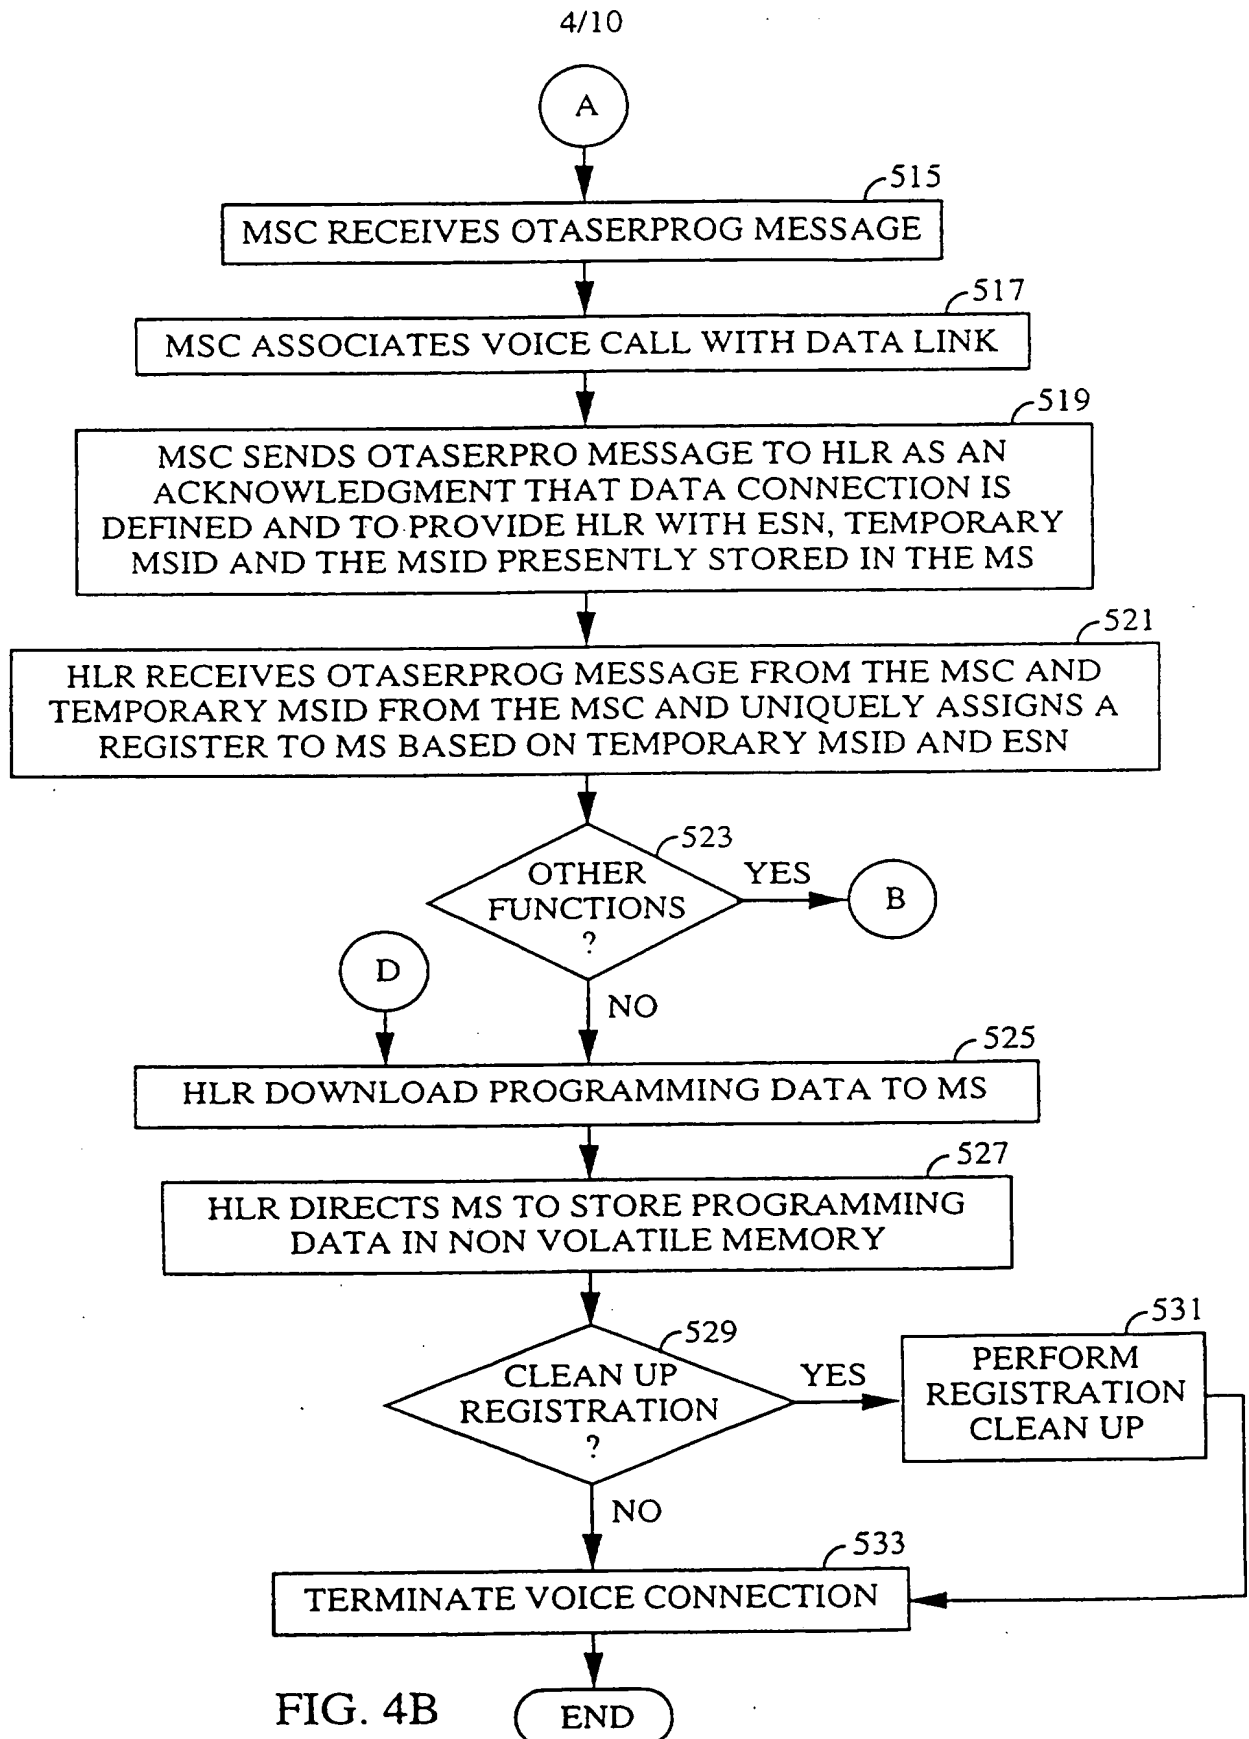 4/10
A
515
MSC RECEIVES OTASERPROG MESSAGE
517
MSC ASSOCIATES VOICE CALL WITH DATA LINK
519
MSC SENDS OTASERPRO MESSAGE TO HLR AS AN
ACKNOWLEDGMENT THAT DATA CONNECTION IS
DEFINED AND TO PROVIDE HLR WITH ESN, TEMPORARY
MSID AND THE MSID PRESENTLY STORED IN THE MS
521
HLR RECEIVES OTASERPROG MESSAGE FROM THE MSC AND
TEMPORARY MSID FROM THE MSC AND UNIQUELY ASSIGNS A
REGISTER TO MS BASED ON TEMPORARY MSID AND ESN
523
OTHER
FUNCTIONS
?
YES
B
D
NO
525
HLR DOWNLOAD PROGRAMMING DATA TO MS
527
HLR DIRECTS MS TO STORE PROGRAMMING
DATA IN NON VOLATILE MEMORY
529
CLEAN UP
REGISTRATION
?
YES
531
PERFORM
REGISTRATION
CLEAN UP
NO
533
TERMINATE VOICE CONNECTION
END
FIG. 4B